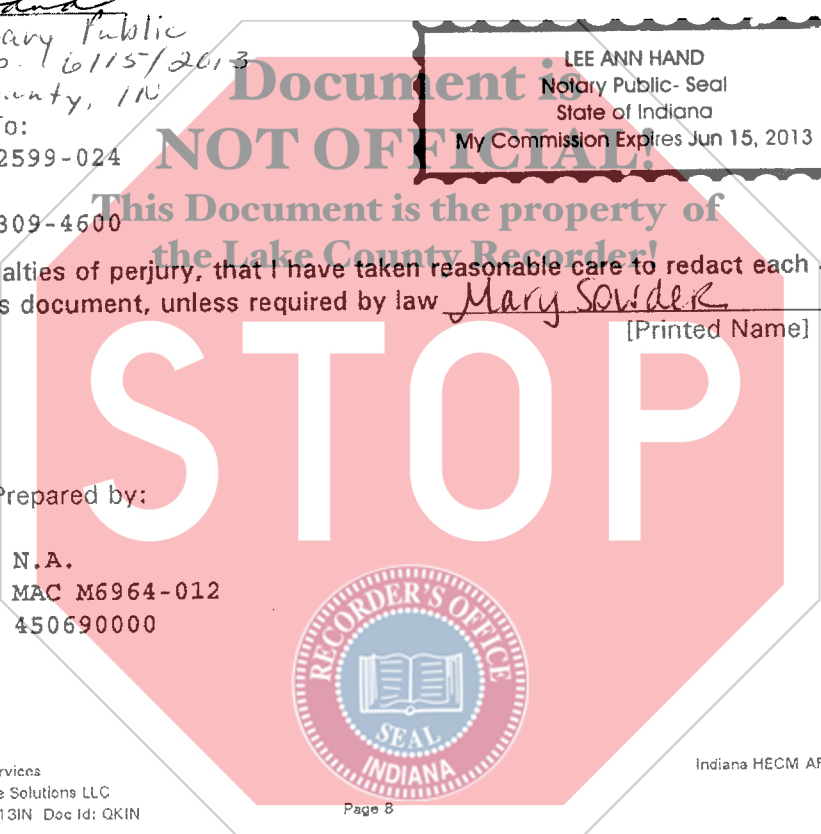 ary Public
6/15/2013
unty, IN
To:
2599-024
309-4600
LEE ANN HAND
Notary Public- Seal
State of Indiana
My Commission Expires Jun 15, 2013
Document is
NOT OFFICIAL!
This Document is the property of
the Lake County Recorder!
alties of perjury, that I have taken reasonable care to redact each
s document, unless required by law Mary Sowder
[Printed Name]
STOP
Prepared by:
N.A.
MAC M6964-012
450690000
RECORDER'S OFFICE
SEAL
INDIANA
rvices
e Solutions LLC
13IN Doc Id: QKIN
Page 8
Indiana HECM